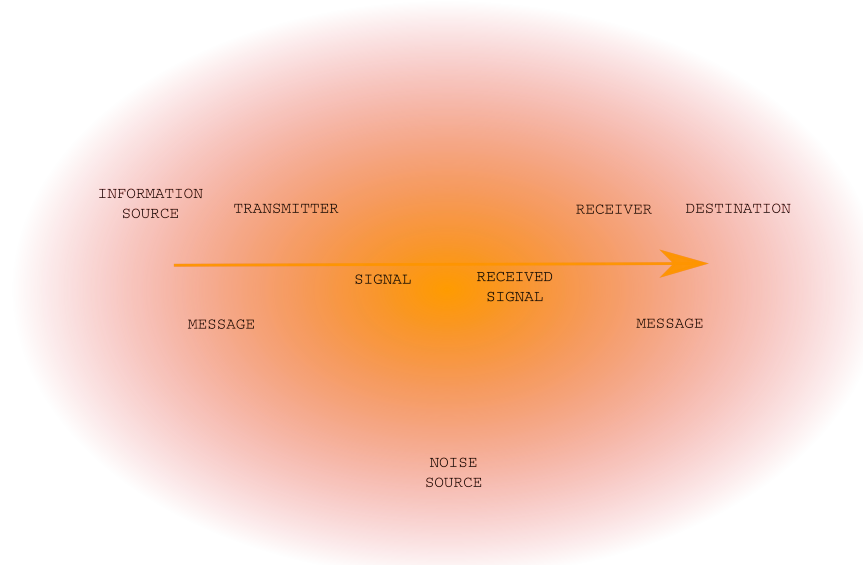 INFORMATION
SOURCE
TRANSMITTER
RECEIVER
DESTINATION
SIGNAL
RECEIVED
SIGNAL
MESSAGE
MESSAGE
NOISE
SOURCE